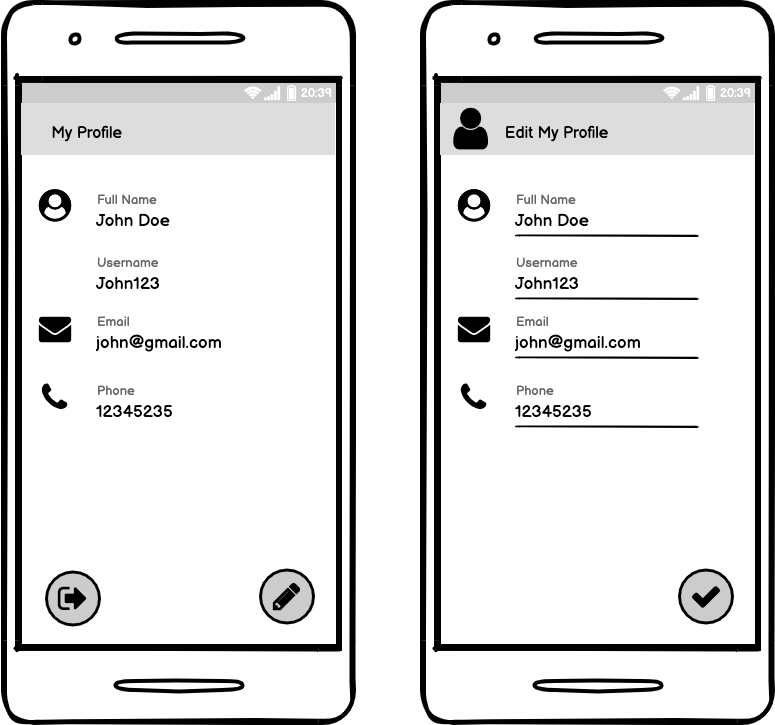 20:39
My Profile
Full Name
John Doe
Username
John123
Email
john@gmail.com
Phone
12345235
20:39
Edit My Profile
Full Name
John Doe
Username
John123
Email
john@gmail.com
Phone
12345235